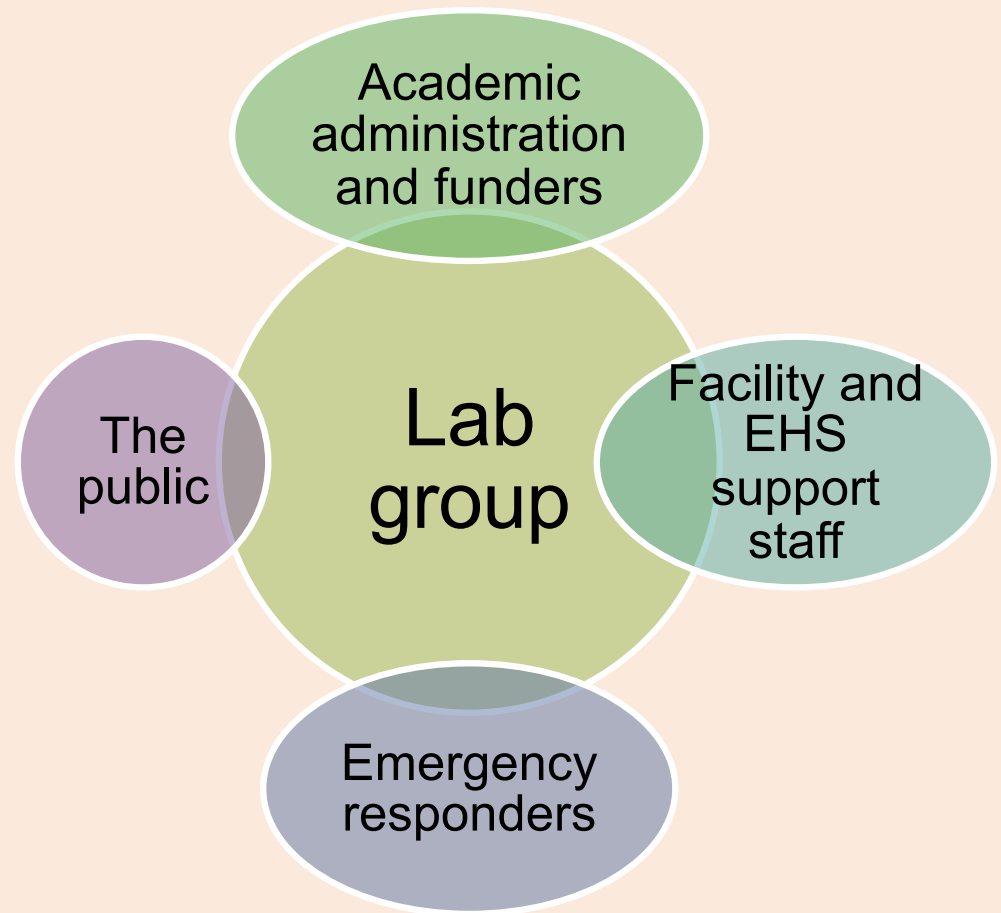 Academic
administration
and funders
The
public
Lab
group
Facility and
EHS
support
staff
Emergency
responders